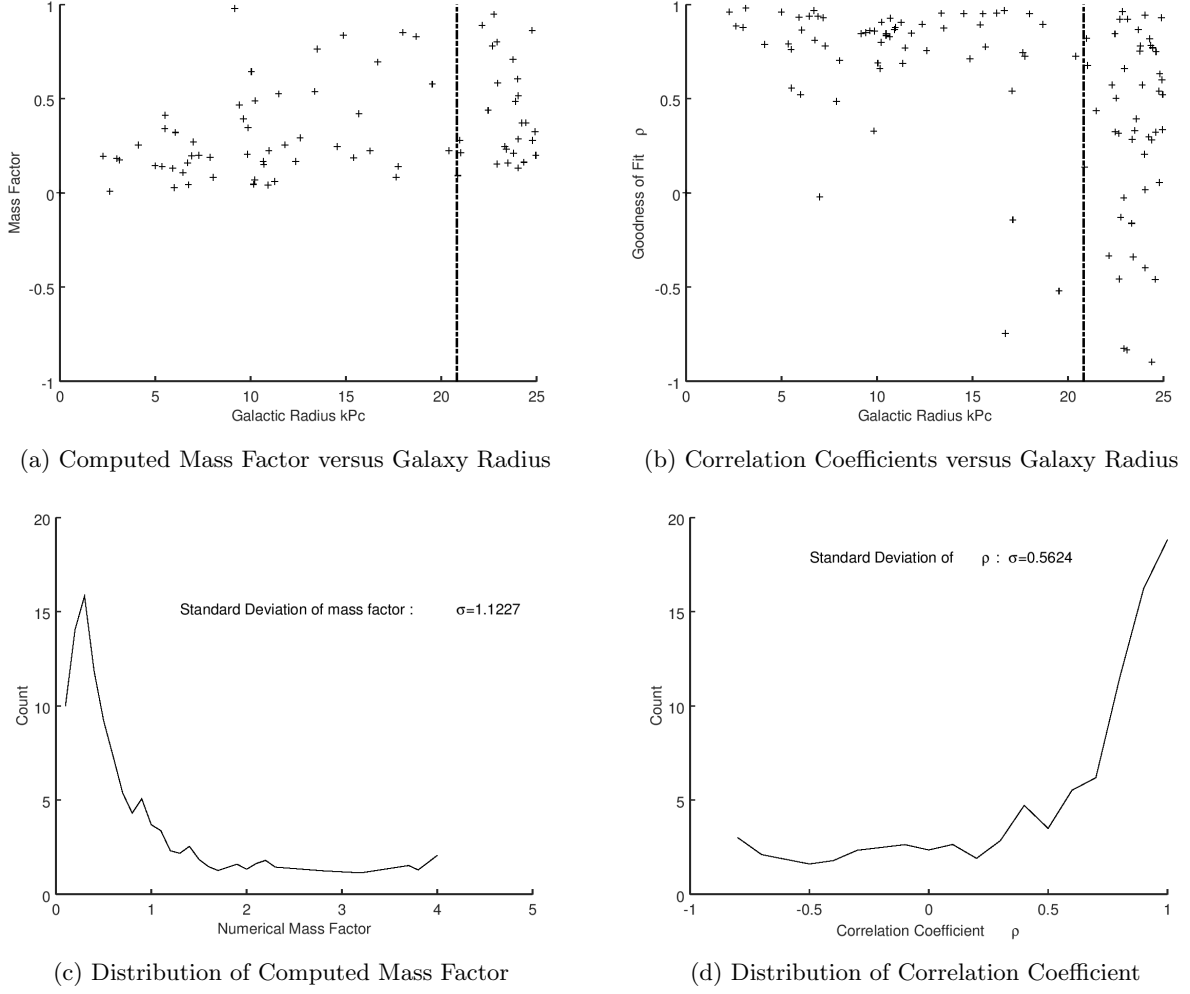 1
0.5
0
-0.5
-1
Mass Factor
0 5 10 15 20 25
Galactic Radius kPc
(a) Computed Mass Factor versus Galaxy Radius
1
0.5
0
-0.5
-1
Goodness of Fit ρ
0 5 10 15 20 25
Galactic Radius kPc
(b) Correlation Coefficients versus Galaxy Radius
20
15
10
5
0
Count
Standard Deviation of mass factor : σ=1.1227
0 1 2 3 4 5
Numerical Mass Factor
(c) Distribution of Computed Mass Factor
20
15
10
5
0
Count
Standard Deviation of ρ : σ=0.5624
-1 -0.5 0 0.5 1
Correlation Coefficient ρ
(d) Distribution of Correlation Coefficient